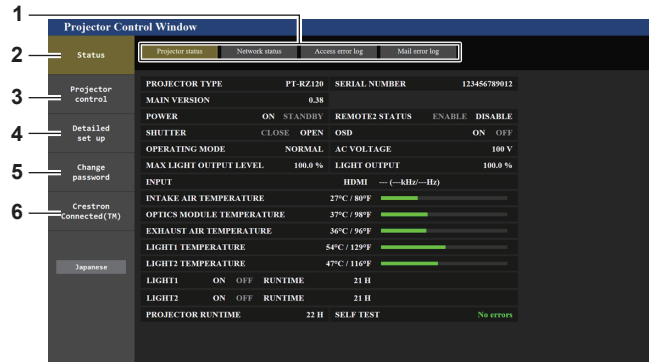 1
Projector Control Window
2
Status
Projector status Network status Access error log Mail error log
3
Projector
control
4
Detailed
set up
5
Change
password
6
Crestron
Connected(TM)
Japanese
PROJECTOR TYPE PT-RZ120 SERIAL NUMBER 123456789012
MAIN VERSION 0.38
POWER ON STANDBY REMOTE2 STATUS ENABLE DISABLE
SHUTTER CLOSE OPEN OSD ON OFF
OPERATING MODE NORMAL AC VOLTAGE 100 V
MAX LIGHT OUTPUT LEVEL 100.0 % LIGHT OUTPUT 100.0 %
INPUT HDMI --- (---kHz/---Hz)
INTAKE AIR TEMPERATURE 27°C / 80°F
OPTICS MODULE TEMPERATURE 37°C / 98°F
EXHAUST AIR TEMPERATURE 36°C / 96°F
LIGHT1 TEMPERATURE 54°C / 129°F
LIGHT2 TEMPERATURE 47°C / 116°F
LIGHT1 ON OFF RUNTIME 21 H
LIGHT2 ON OFF RUNTIME 21 H
PROJECTOR RUNTIME 22 H SELF TEST No errors